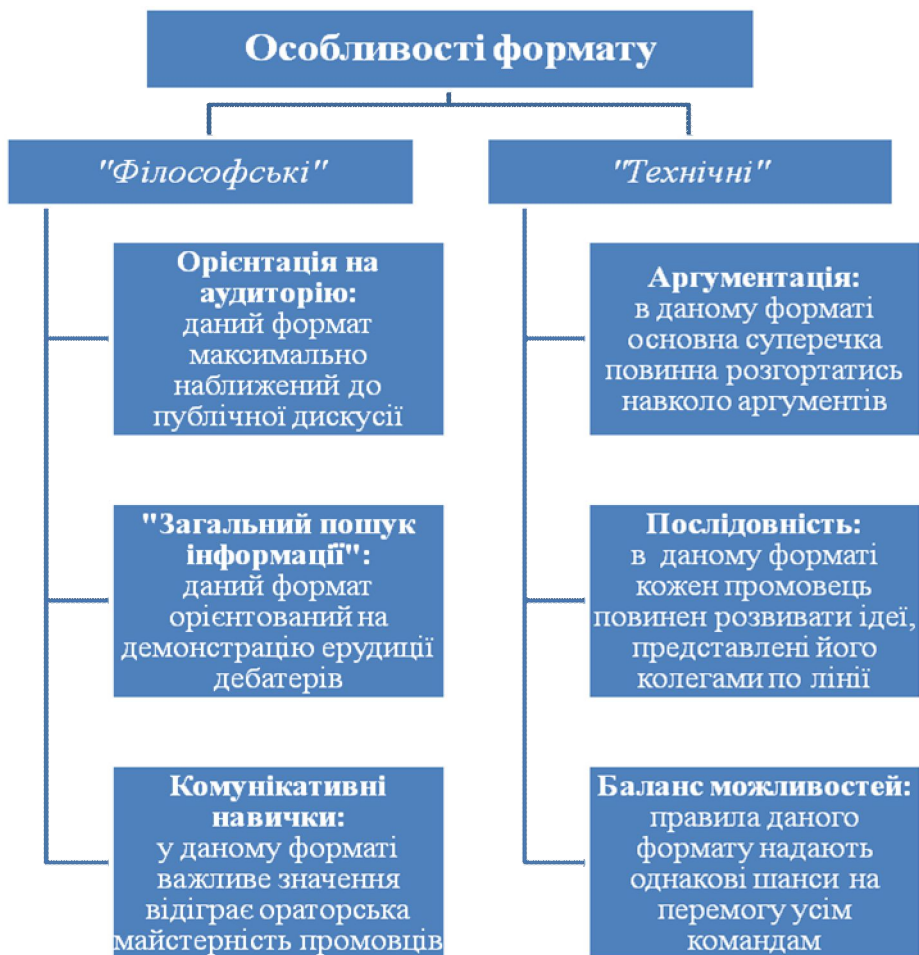 Особливості формату
"Філософські"
Орієнтація на
аудиторію:
даний формат
максимально
наближений до
публічної дискусії
"Загальний пошук
інформації":
даний формат
орієнтований на
демонстрацію ерудиції
дебатерів
Комунікативні
навички:
у даному форматі
важливе значення
відіграє ораторська
майстерність промовців
"Технічні"
Аргументація:
в даному форматі
основна суперечка
повинна розгортатись
навколо аргументів
Послідовність:
в даному форматі
кожен промовець
повинен розвивати ідеї,
представлені його
колегами по лінії
Баланс можливостей:
правила даного
формату надають
однакові шанси на
перемогу усім
командам